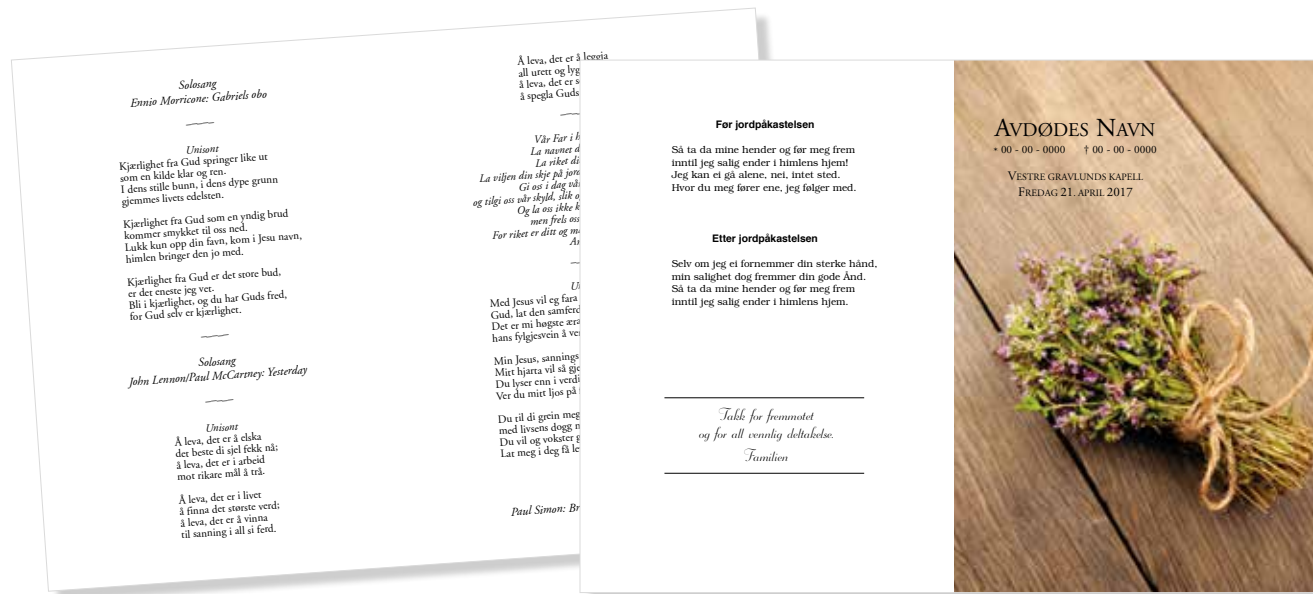 Solosang
Ennio Morricone: Gabriels obo
Unisont
Kjærlighet fra Gud springer like ut
som en kilde klar og ren.
I dens stille bunn, i dens dype grunn
gjemmes livets edelsten.
Kjærlighet fra Gud som en yndig brud
kommer smykket til oss ned.
Lukk kun opp din favn, kom i Jesu navn,
himlen bringer den jo med.
Kjærlighet fra Gud er det store bud,
er det eneste jeg vet.
Bli i kjærlighet, og du har Guds fred,
for Gud selv er kjærlighet.
Solosang
John Lennon/Paul McCartney: Yesterday
Unisont
Å leva, det er å elska
det beste di sjel fekk nå;
å leva, det er i arbeid
mot rikare mål å trå.
Å leva, det er i livet
å finna det største verd;
å leva, det er å vinna
til sanning i all si ferd.
Å leva, det er å leggja
all urett og
å leva, det er
å spegla Guds
Vår Far i
La navnet
La riket
La viljen din skje på
Gi oss i dag
og tilgi oss vår skyld, slik
Og la oss ikke
men frels oss
For riket er ditt og
Med Jesus vil eg fara
Gud, lat den
Det er mi høgste
hans fylgjesvein å
Min Jesus,
Mitt hjarta vil så
Du lyser enn i
Ver du mitt ljos på
Du til di grein meg
med livsens dogg
Du vil og vokster
Lat meg i deg få
Paul Simon:
Før jordpåkastelsen
Så ta da mine hender og før meg frem
inntil jeg salig ender i himlens hjem!
Jeg kan ei gå alene, nei, intet sted.
Hvor du meg fører ene, jeg følger med.
Etter jordpåkastelsen
Selv om jeg ei fornemmer din sterke hånd,
min salighet dog fremmer din gode Ånd.
Så ta da mine hender og før meg frem
inntil jeg salig ender i himlens hjem.
Takk for fremmøtet
og for all vennlig deltakelse.
Familien
Avdødes Navn
* 00 - 00 - 0000 † 00 - 00 - 0000
Vestre gravlunds kapell
Fredag 21. april 2017